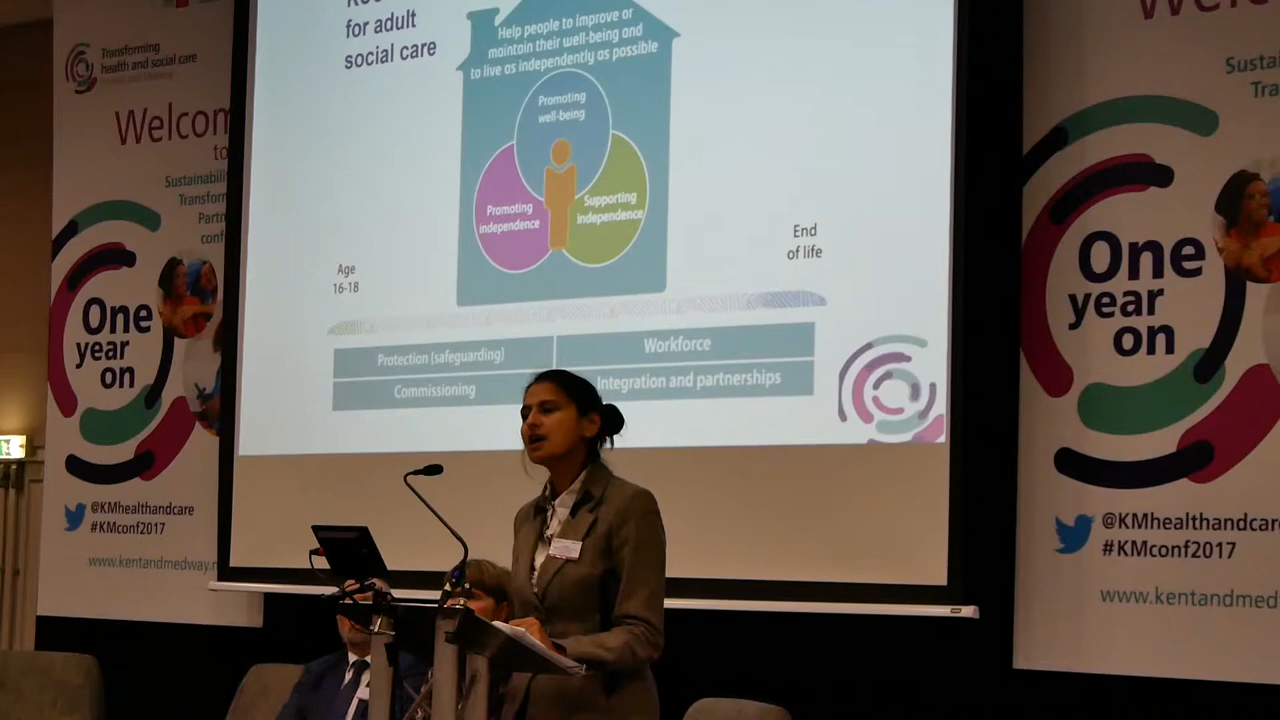 Transforming
health and social care
Welcom
to
Sustainability
Transfor
Partn
conf
One
year
on
@KMhealthandcare
#KMconf2017
www.kentandmedway.n
for adult
social care
Help people to improve or
maintain their well-being and
to live as independently as possible
Promoting
well-being
Promoting
independence
Supporting
independence
Age
16-18
End
of life
Protection (safeguarding)
Workforce
Commissioning
Integration and partnerships
Susta
Tra
One
year
on
@KMhealthandcare
#KMconf2017
www.kentandmed